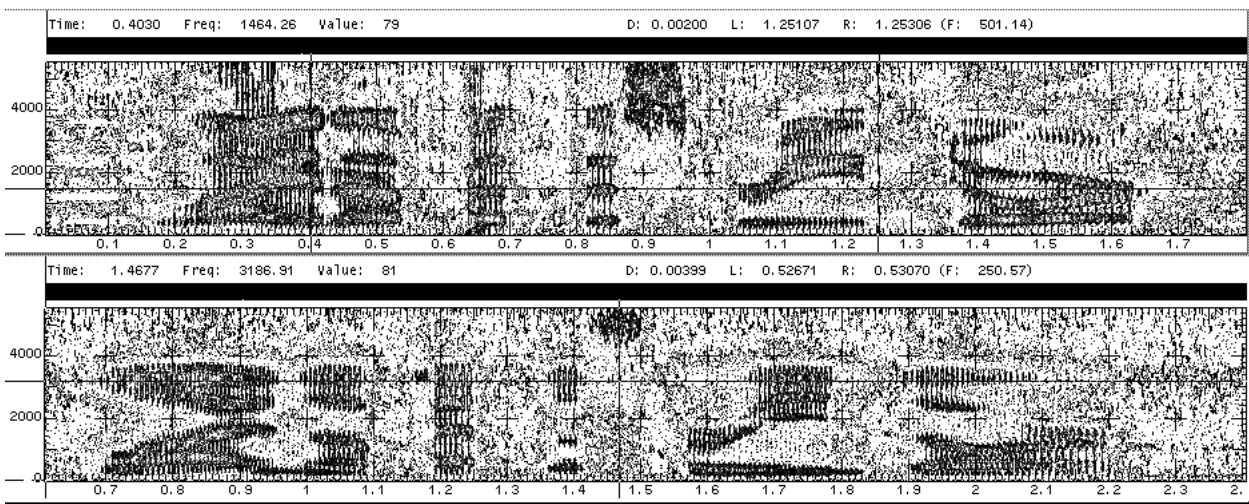 Time: 0.4030 Freq: 1464.26 Value: 79 D: 0.00200 L: 1.25107 R: 1.25306 (F: 501.14)
4000
2000
0
0.1 0.2 0.3 0.4 0.5 0.6 0.7 0.8 0.9 1 1.1 1.2 1.3 1.4 1.5 1.6 1.7
Time: 1.4677 Freq: 3186.91 Value: 81 D: 0.00399 L: 0.52671 R: 0.53070 (F: 250.57)
4000
2000
0
0.7 0.8 0.9 1 1.1 1.2 1.3 1.4 1.5 1.6 1.7 1.8 1.9 2 2.1 2.2 2.3 2.